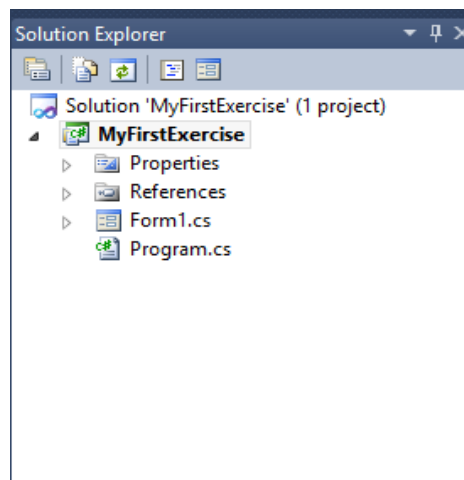 Solution Explorer
Solution 'MyFirstExercise' (1 project)
C# MyFirstExercise
Properties
References
Form1.cs
C# Program.cs